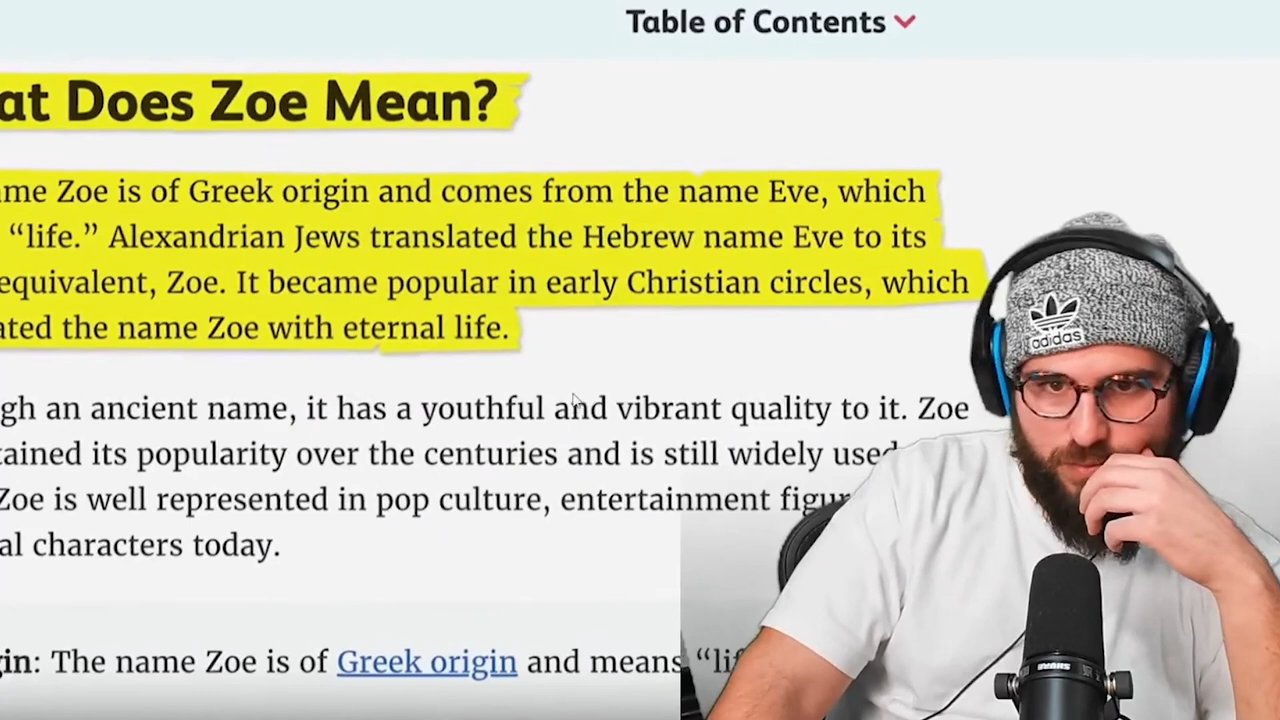 Table of Contents
at Does Zoe Mean?
me Zoe is of Greek origin and comes from the name Eve, which
“life.” Alexandrian Jews translated the Hebrew name Eve to its
equivalent, Zoe. It became popular in early Christian circles, which
ated the name Zoe with eternal life.
gh an ancient name, it has a youthful and vibrant quality to it. Zoe
tained its popularity over the centuries and is still widely used
Zoe is well represented in pop culture, entertainment figu
al characters today.
gin: The name Zoe is of Greek origin and means “lif
adidas
SHURE